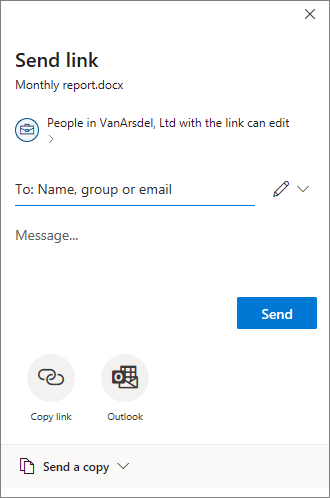 Send link
Monthly report.docx
People in VanArsdel, Ltd with the link can edit
To: Name, group or email
Message...
Send
Copy link
Outlook
Send a copy